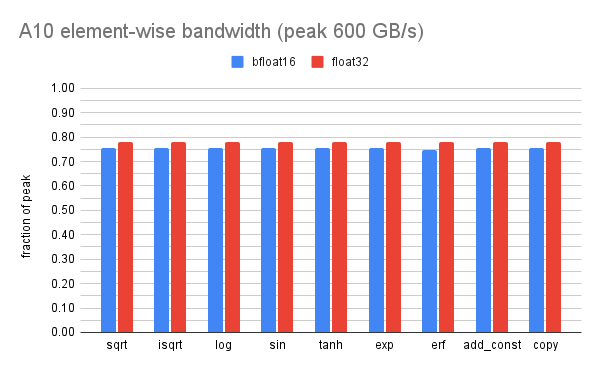 A10 element-wise bandwidth (peak 600 GB/s)
bfloat16 float32
1.00
0.90
0.80
0.70
0.60
0.50
0.40
0.30
0.20
0.10
0.00
fraction of peak
sqrt isqrt log sin tanh exp erf add_const copy